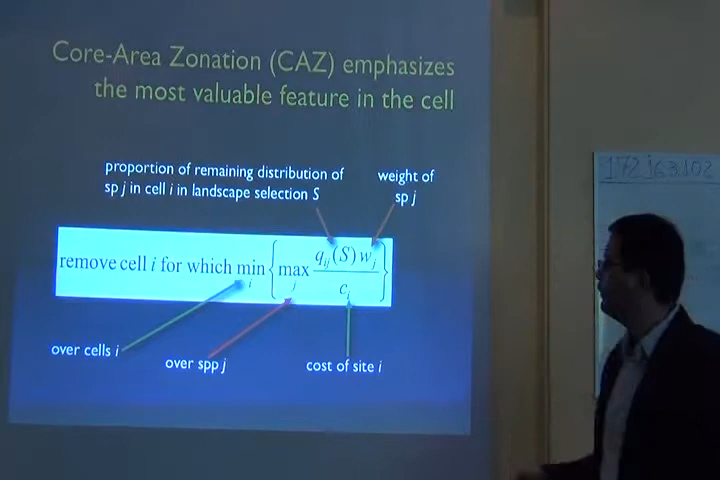 Core-Area Zonation (CAZ) emphasizes
the most valuable feature in the cell
proportion of remaining distribution of
sp j in cell i in landscape selection S
weight of
sp j
remove cell i for which min i { max j q_ij(S) w_j / c_i }
over cells i
over spp j
cost of site i